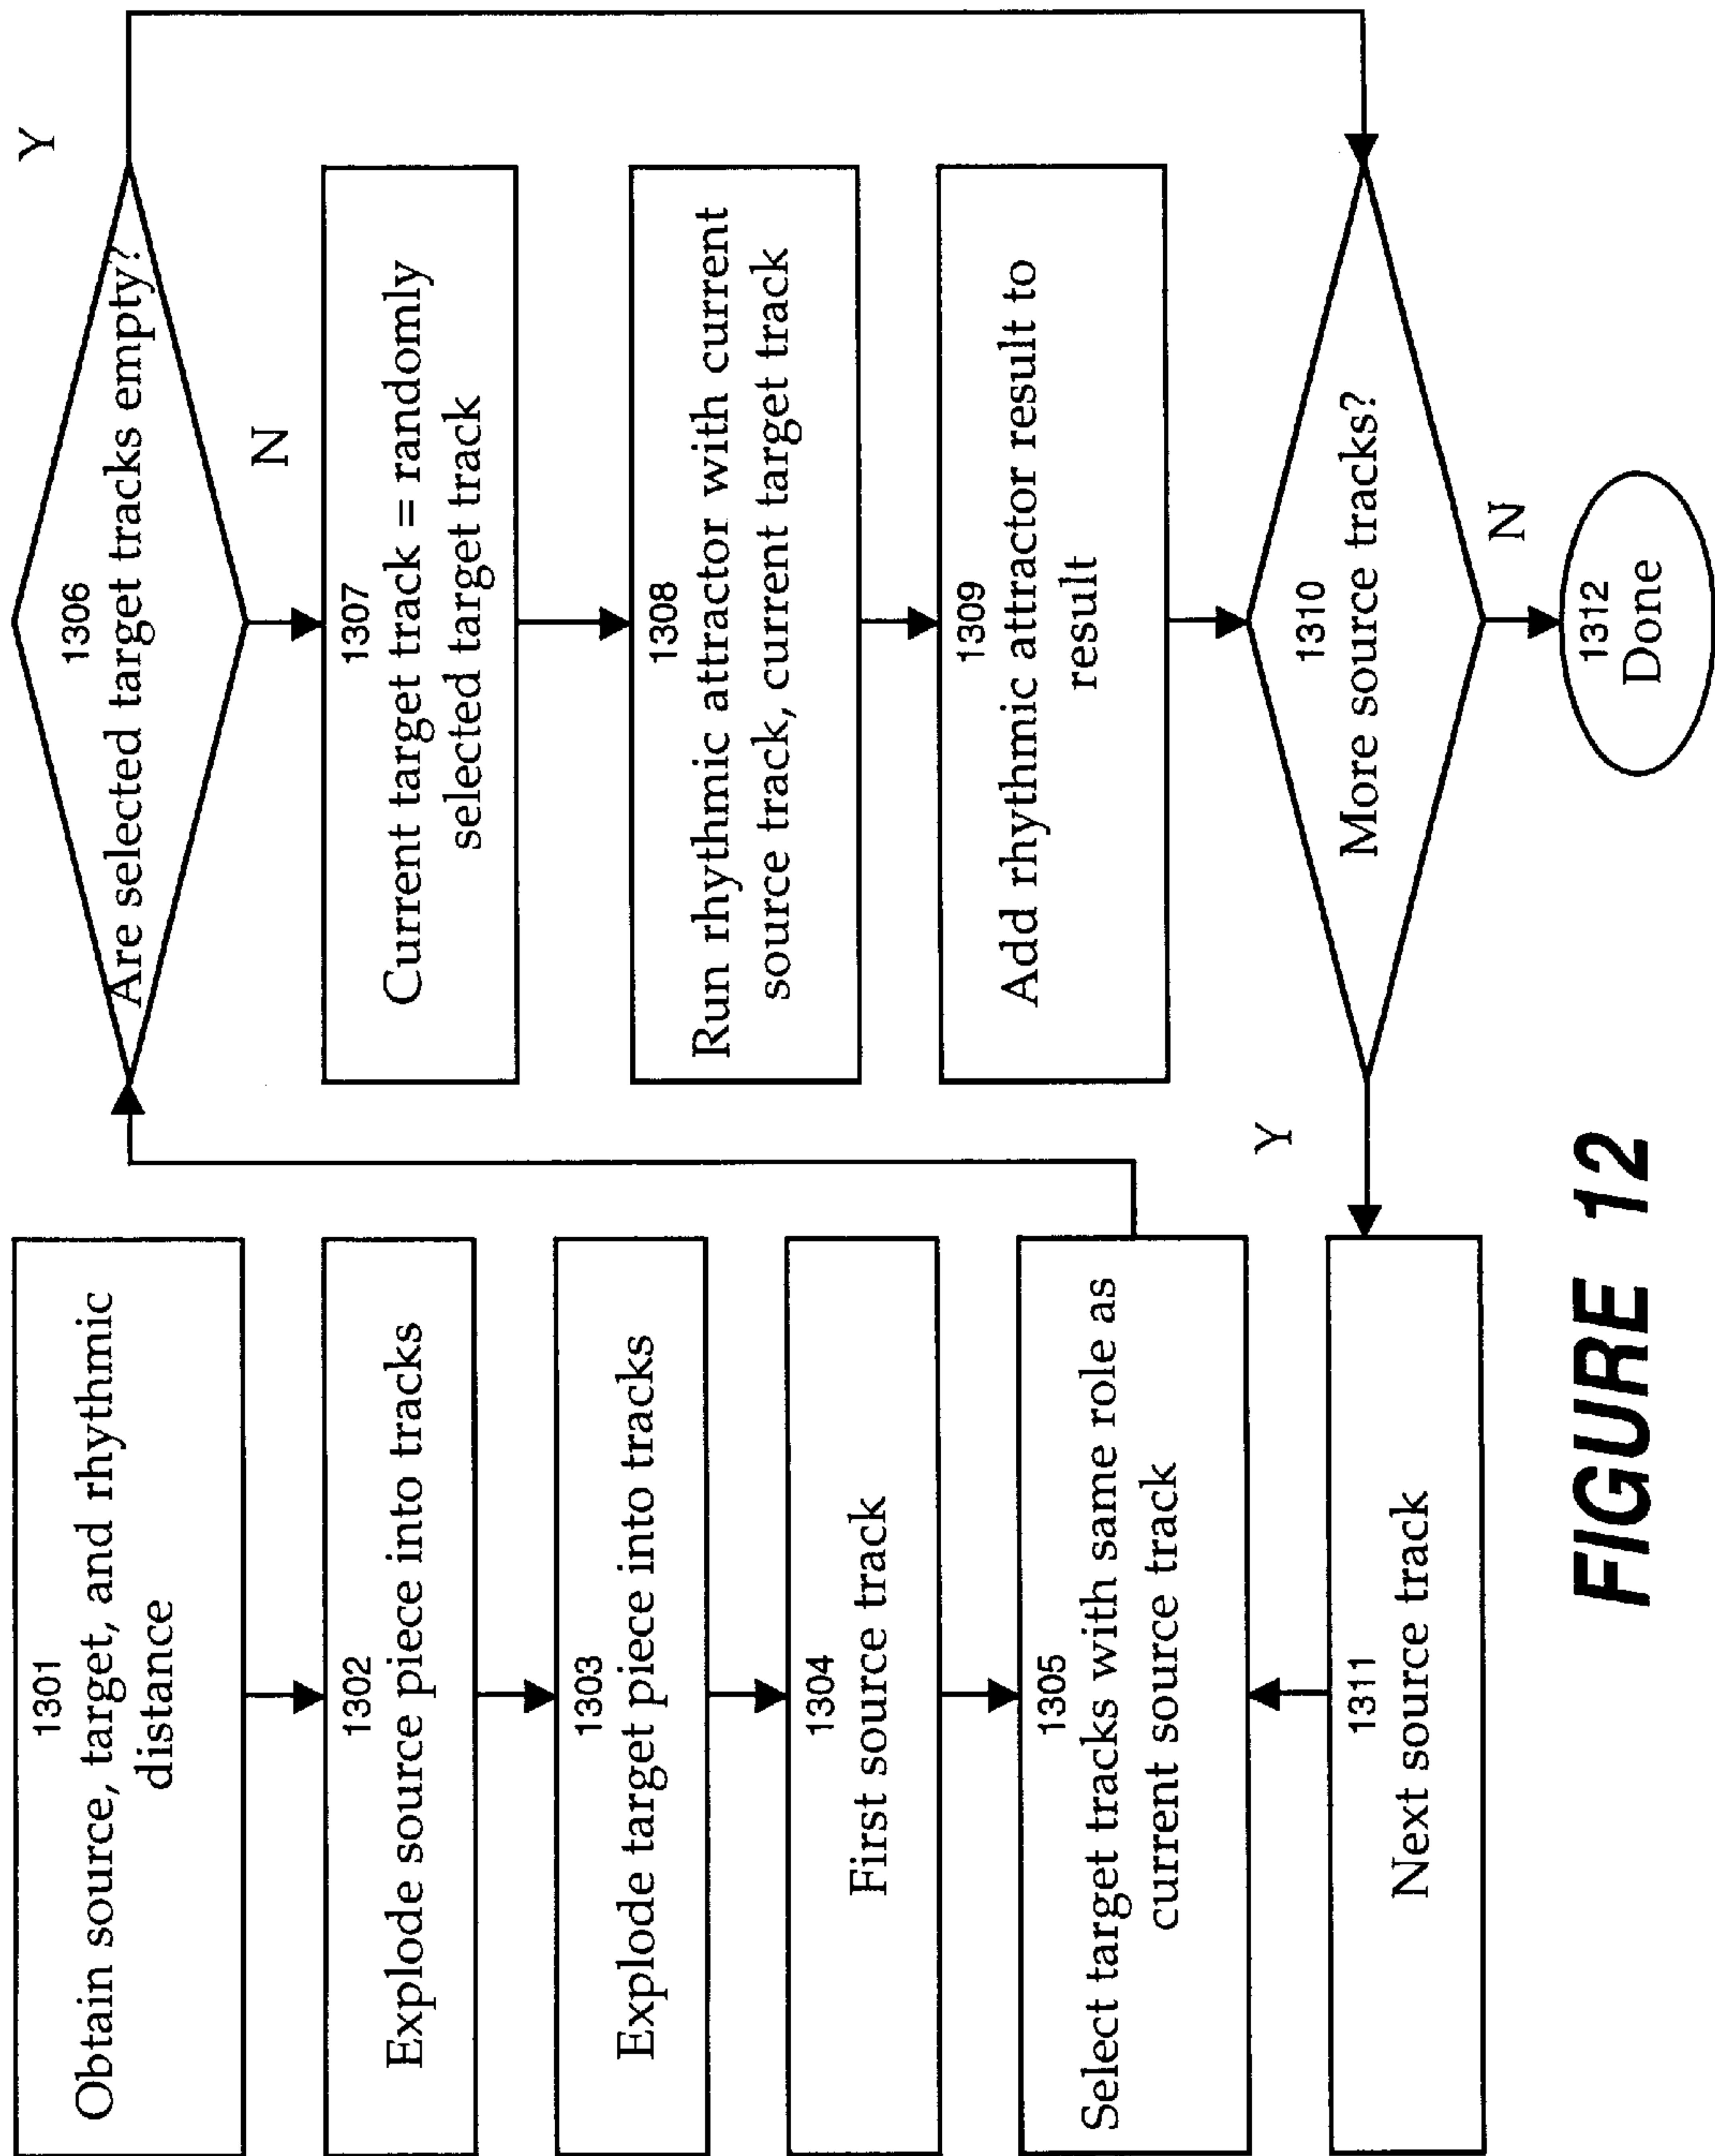 1301
Obtain source, target, and rhythmic
distance
1302
Explode source piece into tracks
1303
Explode target piece into tracks
1304
First source track
1305
Select target tracks with same role as
current source track
1311
Next source track
1306
Are selected target tracks empty?
Y
N
1307
Current target track = randomly
selected target track
1308
Run rhythmic attractor with current
source track, current target track
1309
Add rhythmic attractor result to
result
1310
More source tracks?
Y
N
1312
Done
FIGURE 12